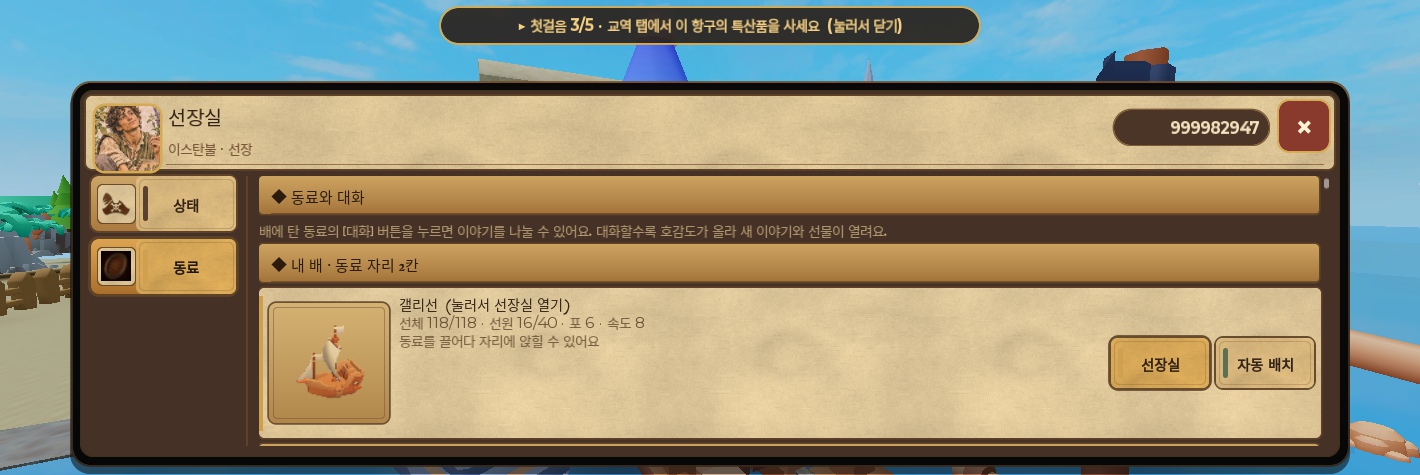 ▸ 첫걸음 3/5 · 교역 탭에서 이 항구의 특산품을 사세요 (눌러서 닫기)
선장실
이스탄불 · 선장
999982947
×
상태
동료
◆ 동료와 대화
배에 탄 동료의 [대화] 버튼을 누르면 이야기를 나눌 수 있어요. 대화할수록 호감도가 올라 새 이야기와 선물이 열려요.
◆ 내 배 · 동료 자리 2칸
갤리선 (눌러서 선장실 열기)
선체 118/118 · 선원 16/40 · 포 6 · 속도 8
동료를 끌어다 자리에 앉힐 수 있어요
선장실
자동 배치